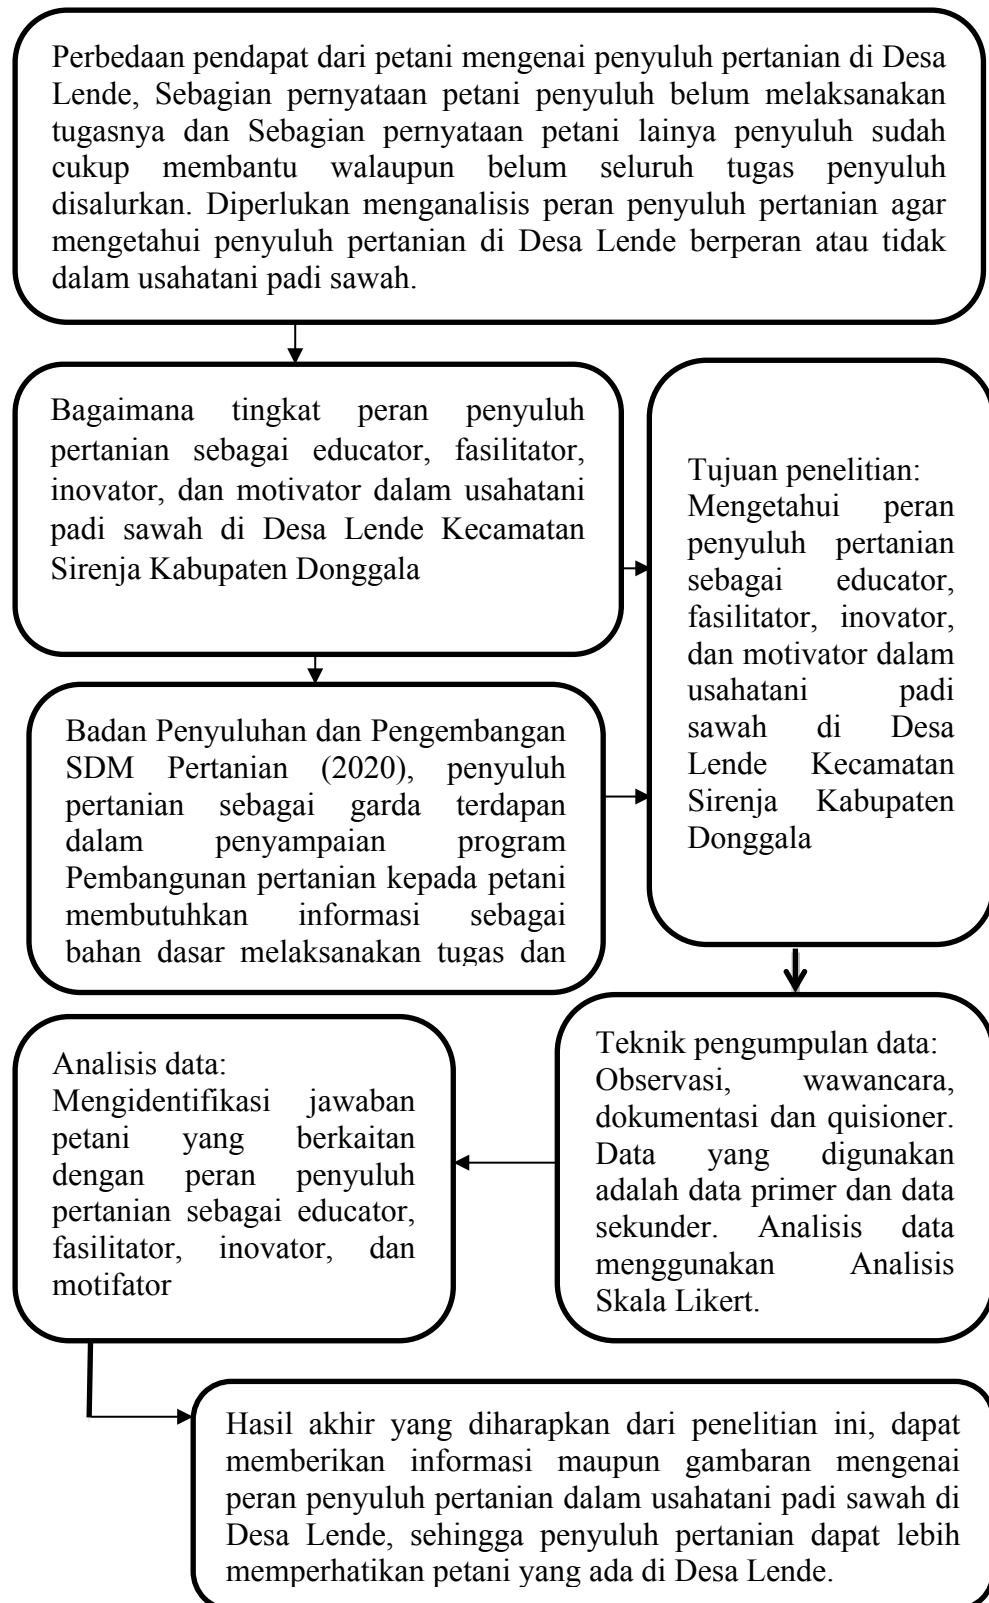 Perbedaan pendapat dari petani mengenai penyuluh pertanian di Desa
Lende, Sebagian pernyataan petani penyuluh belum melaksanakan
tugasnya dan Sebagian pernyataan petani lainya penyuluh sudah
cukup membantu walaupun belum seluruh tugas penyuluh
disalurkan. Diperlukan menganalisis peran penyuluh pertanian agar
mengetahui penyuluh pertanian di Desa Lende berperan atau tidak
dalam usahatani padi sawah.
Bagaimana tingkat peran penyuluh
pertanian sebagai educator, fasilitator,
inovator, dan motivator dalam usahatani
padi sawah di Desa Lende Kecamatan
Sirenja Kabupaten Donggala
Tujuan penelitian:
Mengetahui peran
penyuluh pertanian
sebagai educator,
fasilitator, inovator,
dan motivator dalam
usahatani padi
sawah di Desa
Lende Kecamatan
Sirenja Kabupaten
Donggala
Badan Penyuluhan dan Pengembangan
SDM Pertanian (2020), penyuluh
pertanian sebagai garda terdapan
dalam penyampaian program
Pembangunan pertanian kepada petani
membutuhkan informasi sebagai
bahan dasar melaksanakan tugas dan
Teknik pengumpulan data:
Observasi, wawancara,
dokumentasi dan quisioner.
Data yang digunakan
adalah data primer dan data
sekunder. Analisis data
menggunakan Analisis
Skala Likert.
Analisis data:
Mengidentifikasi jawaban
petani yang berkaitan
dengan peran penyuluh
pertanian sebagai educator,
fasilitator, inovator, dan
motifator
Hasil akhir yang diharapkan dari penelitian ini, dapat
memberikan informasi maupun gambaran mengenai
peran penyuluh pertanian dalam usahatani padi sawah di
Desa Lende, sehingga penyuluh pertanian dapat lebih
memperhatikan petani yang ada di Desa Lende.